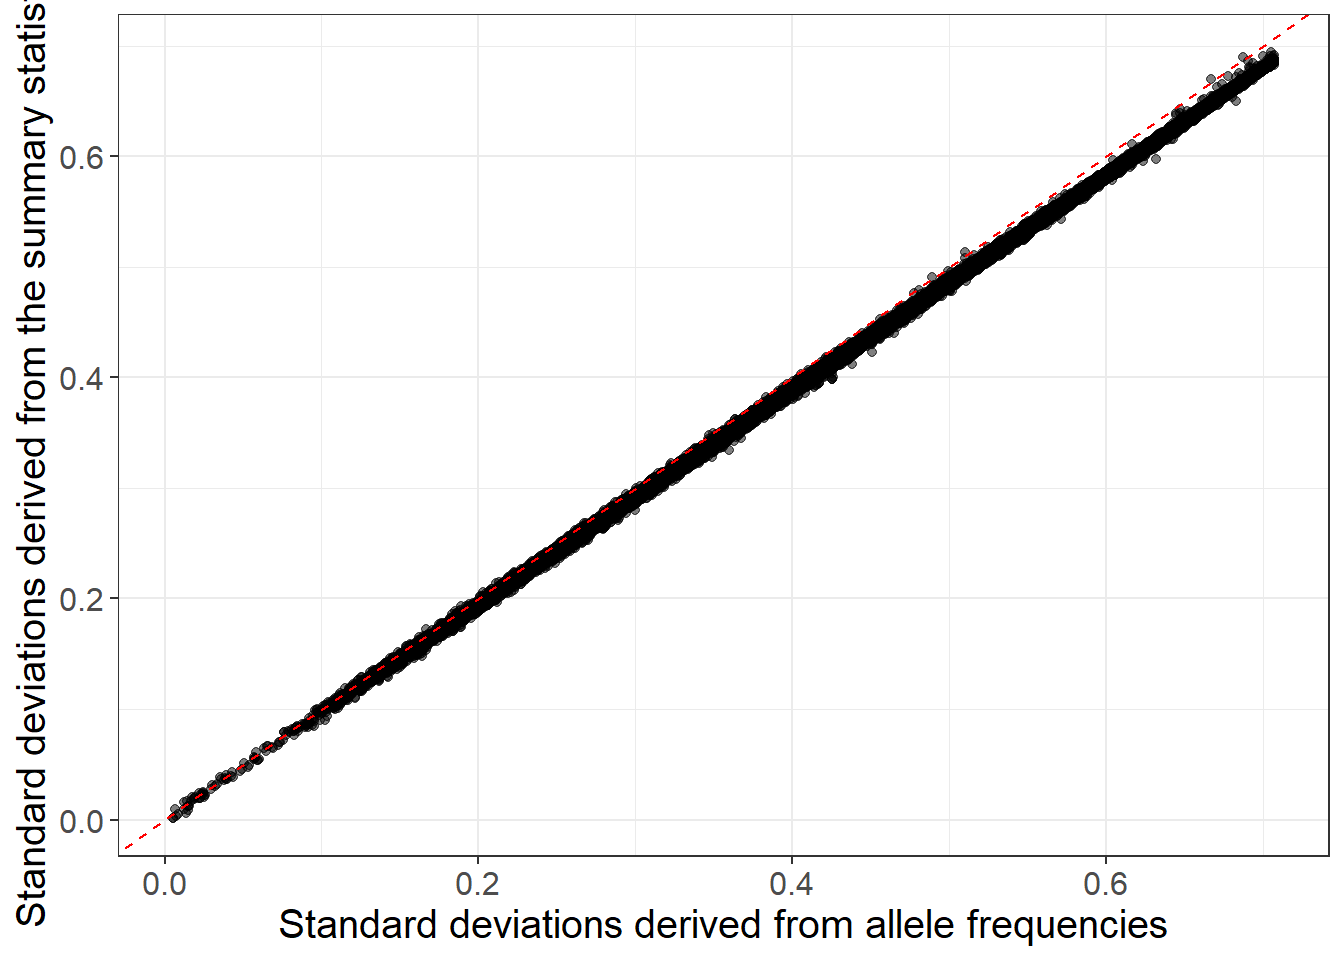 Standard deviations derived from the summary statis
0.6
0.4
0.2
0.0
0.0 0.2 0.4 0.6
Standard deviations derived from allele frequencies